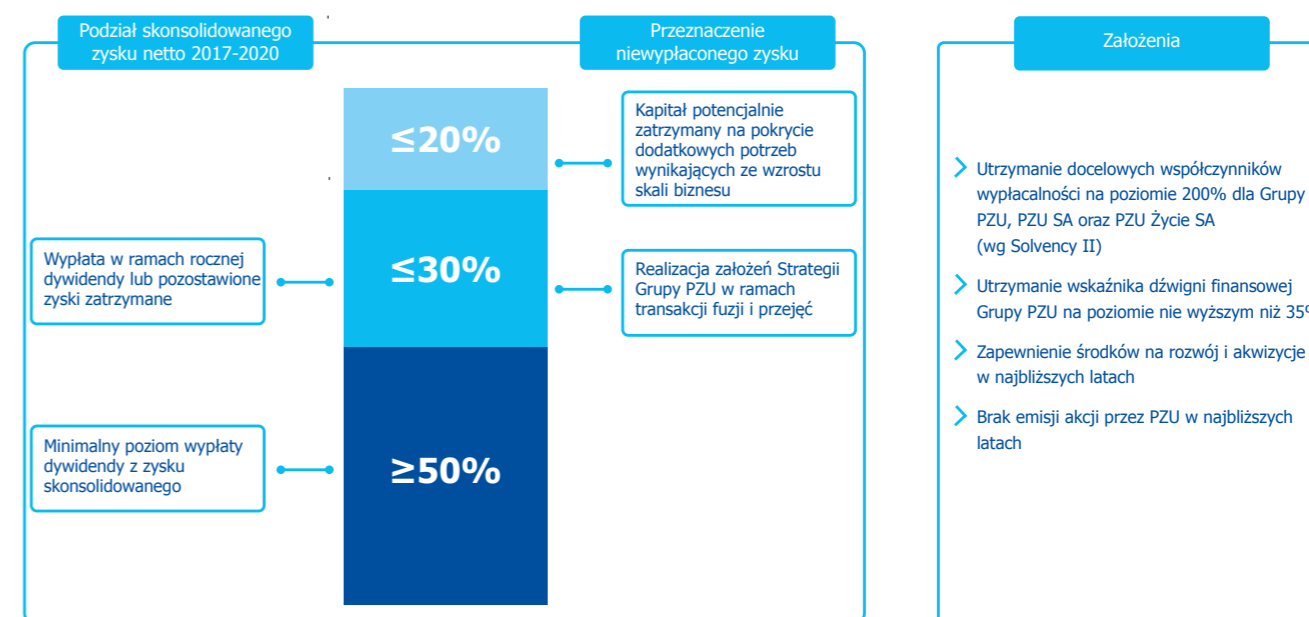 Podział skonsolidowanego
zysku netto 2017-2020
Przeznaczenie
niewypłaconego zysku
≤20%
Kapitał potencjalnie
zatrzymany na pokrycie
dodatkowych potrzeb
wynikających ze wzrostu
skali biznesu
Wypłata w ramach rocznej
dywidendy lub pozostawione
zyski zatrzymane
≤30%
Realizacja założeń Strategii
Grupy PZU w ramach
transakcji fuzji i przejęć
Minimalny poziom wypłaty
dywidendy z zysku
skonsolidowanego
≥50%
Założenia
Utrzymanie docelowych współczynników
wypłacalności na poziomie 200% dla Grupy
PZU, PZU SA oraz PZU Życie SA
(wg Solvency II)
Utrzymanie wskaźnika dźwigni finansowej
Grupy PZU na poziomie nie wyższym niż 35%
Zapewnienie środków na rozwój i akwizycje
w najbliższych latach
Brak emisji akcji przez PZU w najbliższych
latach